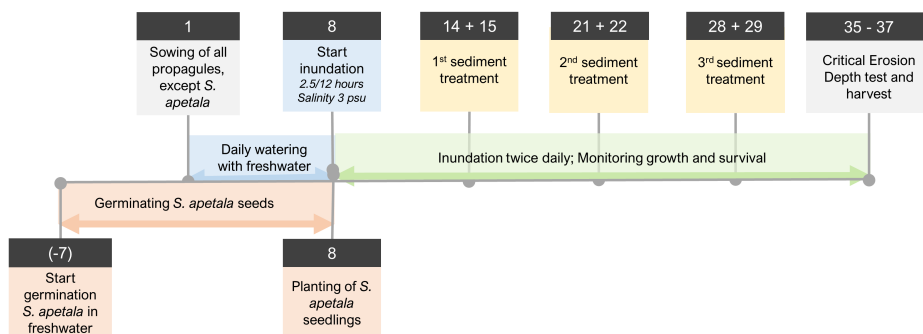 1
Sowing of all
propagules,
except S.
apetala
8
Start
inundation
2.5/12 hours
Salinity 3 psu
14 + 15
1st sediment
treatment
21 + 22
2nd sediment
treatment
28 + 29
3rd sediment
treatment
35 - 37
Critical Erosion
Depth test and
harvest
Daily watering
with freshwater
Inundation twice daily; Monitoring growth and survival
Germinating S. apetala seeds
(-7)
Start
germination
S. apetala in
freshwater
8
Planting of S.
apetala
seedlings